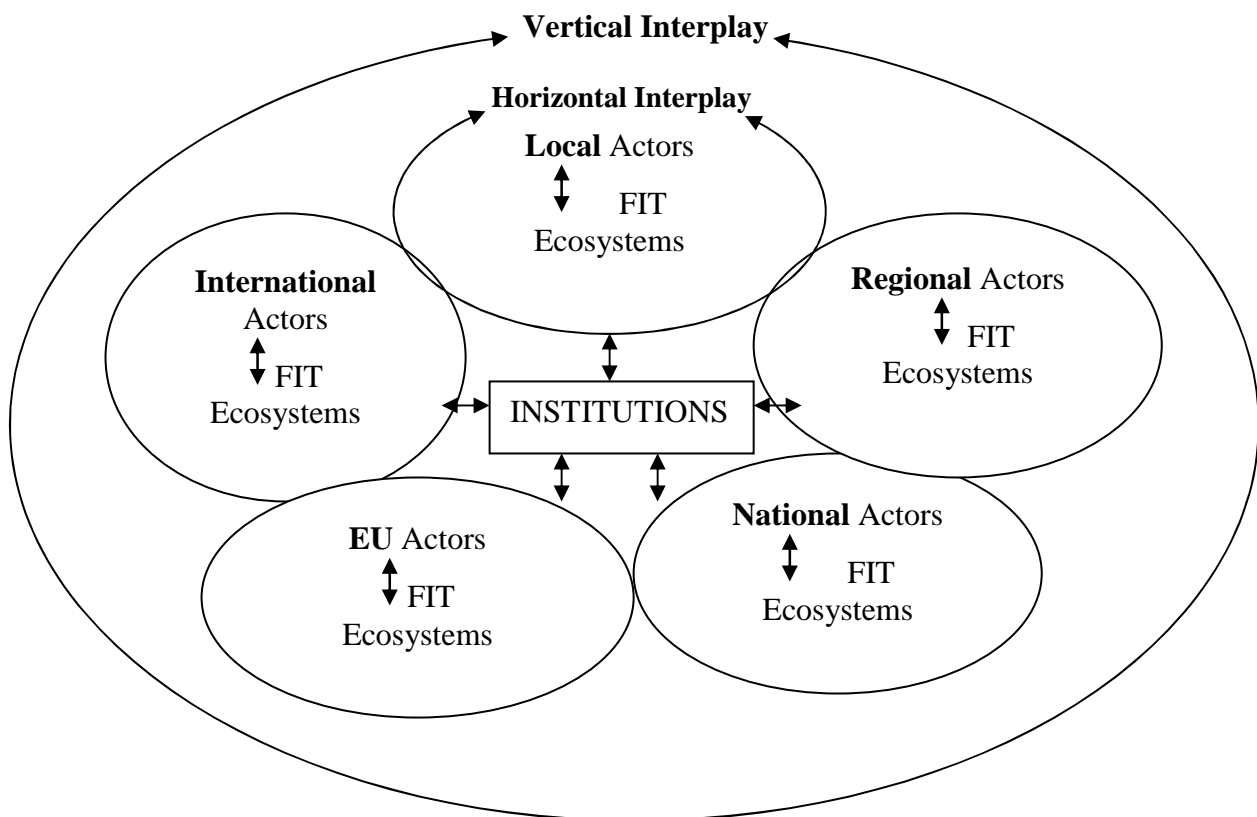 Vertical Interplay
Horizontal Interplay
Local Actors
FIT
Ecosystems
International
Actors
FIT
Ecosystems
Regional Actors
FIT
Ecosystems
INSTITUTIONS
EU Actors
FIT
Ecosystems
National Actors
FIT
Ecosystems